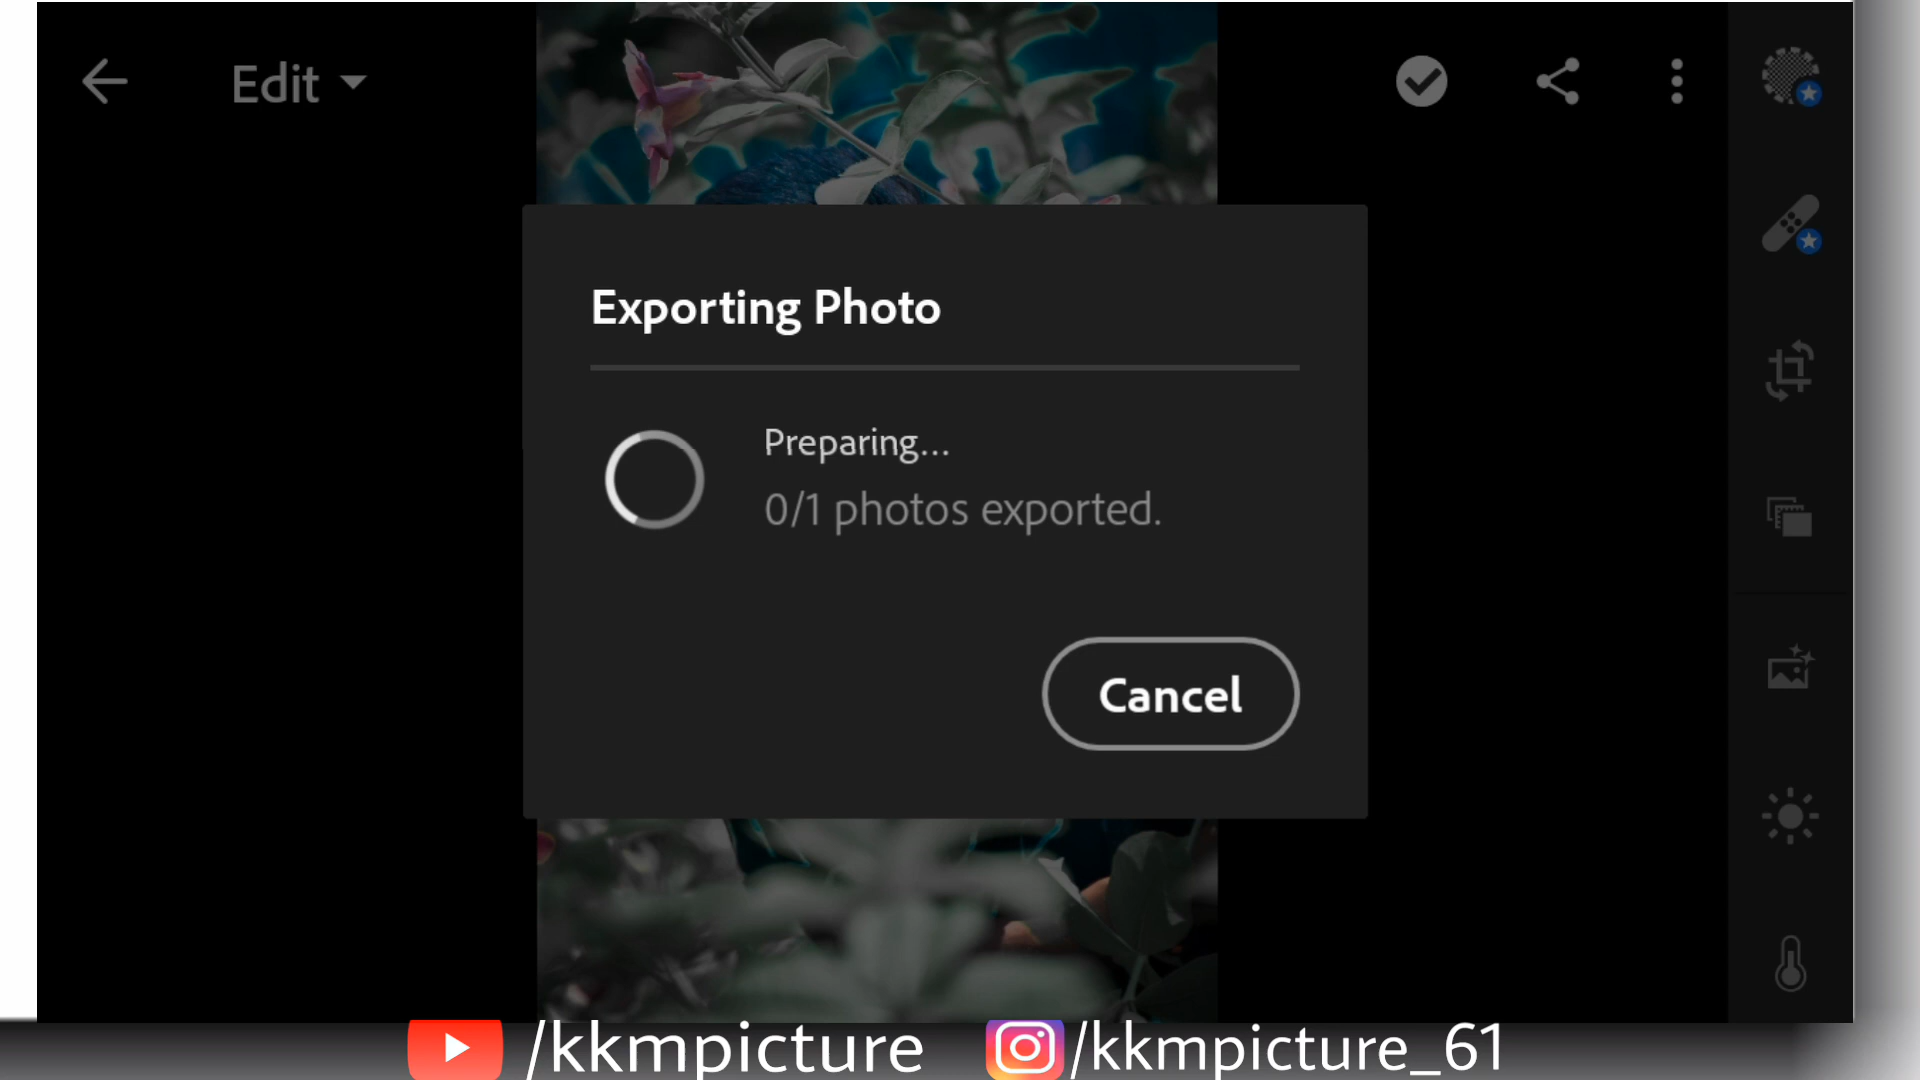 Edit
Exporting Photo
Preparing...
0/1 photos exported.
Cancel
/kkmpicture
/kkmpicture_61